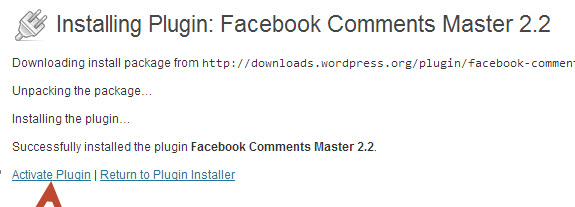 Installing Plugin: Facebook Comments Master 2.2
Downloading install package from http://downloads.wordpress.org/plugin/facebook-commen
Unpacking the package…
Installing the plugin…
Successfully installed the plugin Facebook Comments Master 2.2.
Activate Plugin | Return to Plugin Installer